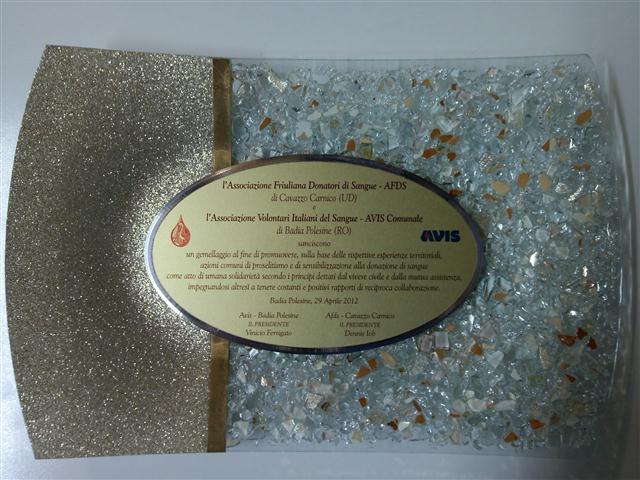 l'Associazione Friuliana Donatori di Sangue - AFDS
di Cavazzo Carnico (UD)
e
l'Associazione Volontari Italiani del Sangue - AVIS Comunale
di Badia Polesine (RO)
AVIS
sanciscono
un gemellaggio al fine di promuovere, sulla base delle rispettive esperienze territoriali,
azioni comuni di proselitismo e di sensibilizzazione alla donazione di sangue
come atto di umana solidarietà secondo i principi dettati dal vivere civile e dalla mutua assistenza,
impegnandosi altresì a tenere costanti e positivi rapporti di reciproca collaborazione.
Badia Polesine, 29 Aprile 2012
Avis - Badia Polesine Afds - Cavazzo Carnico
IL PRESIDENTE IL PRESIDENTE
Vinicio Ferrigato Dennis Iob